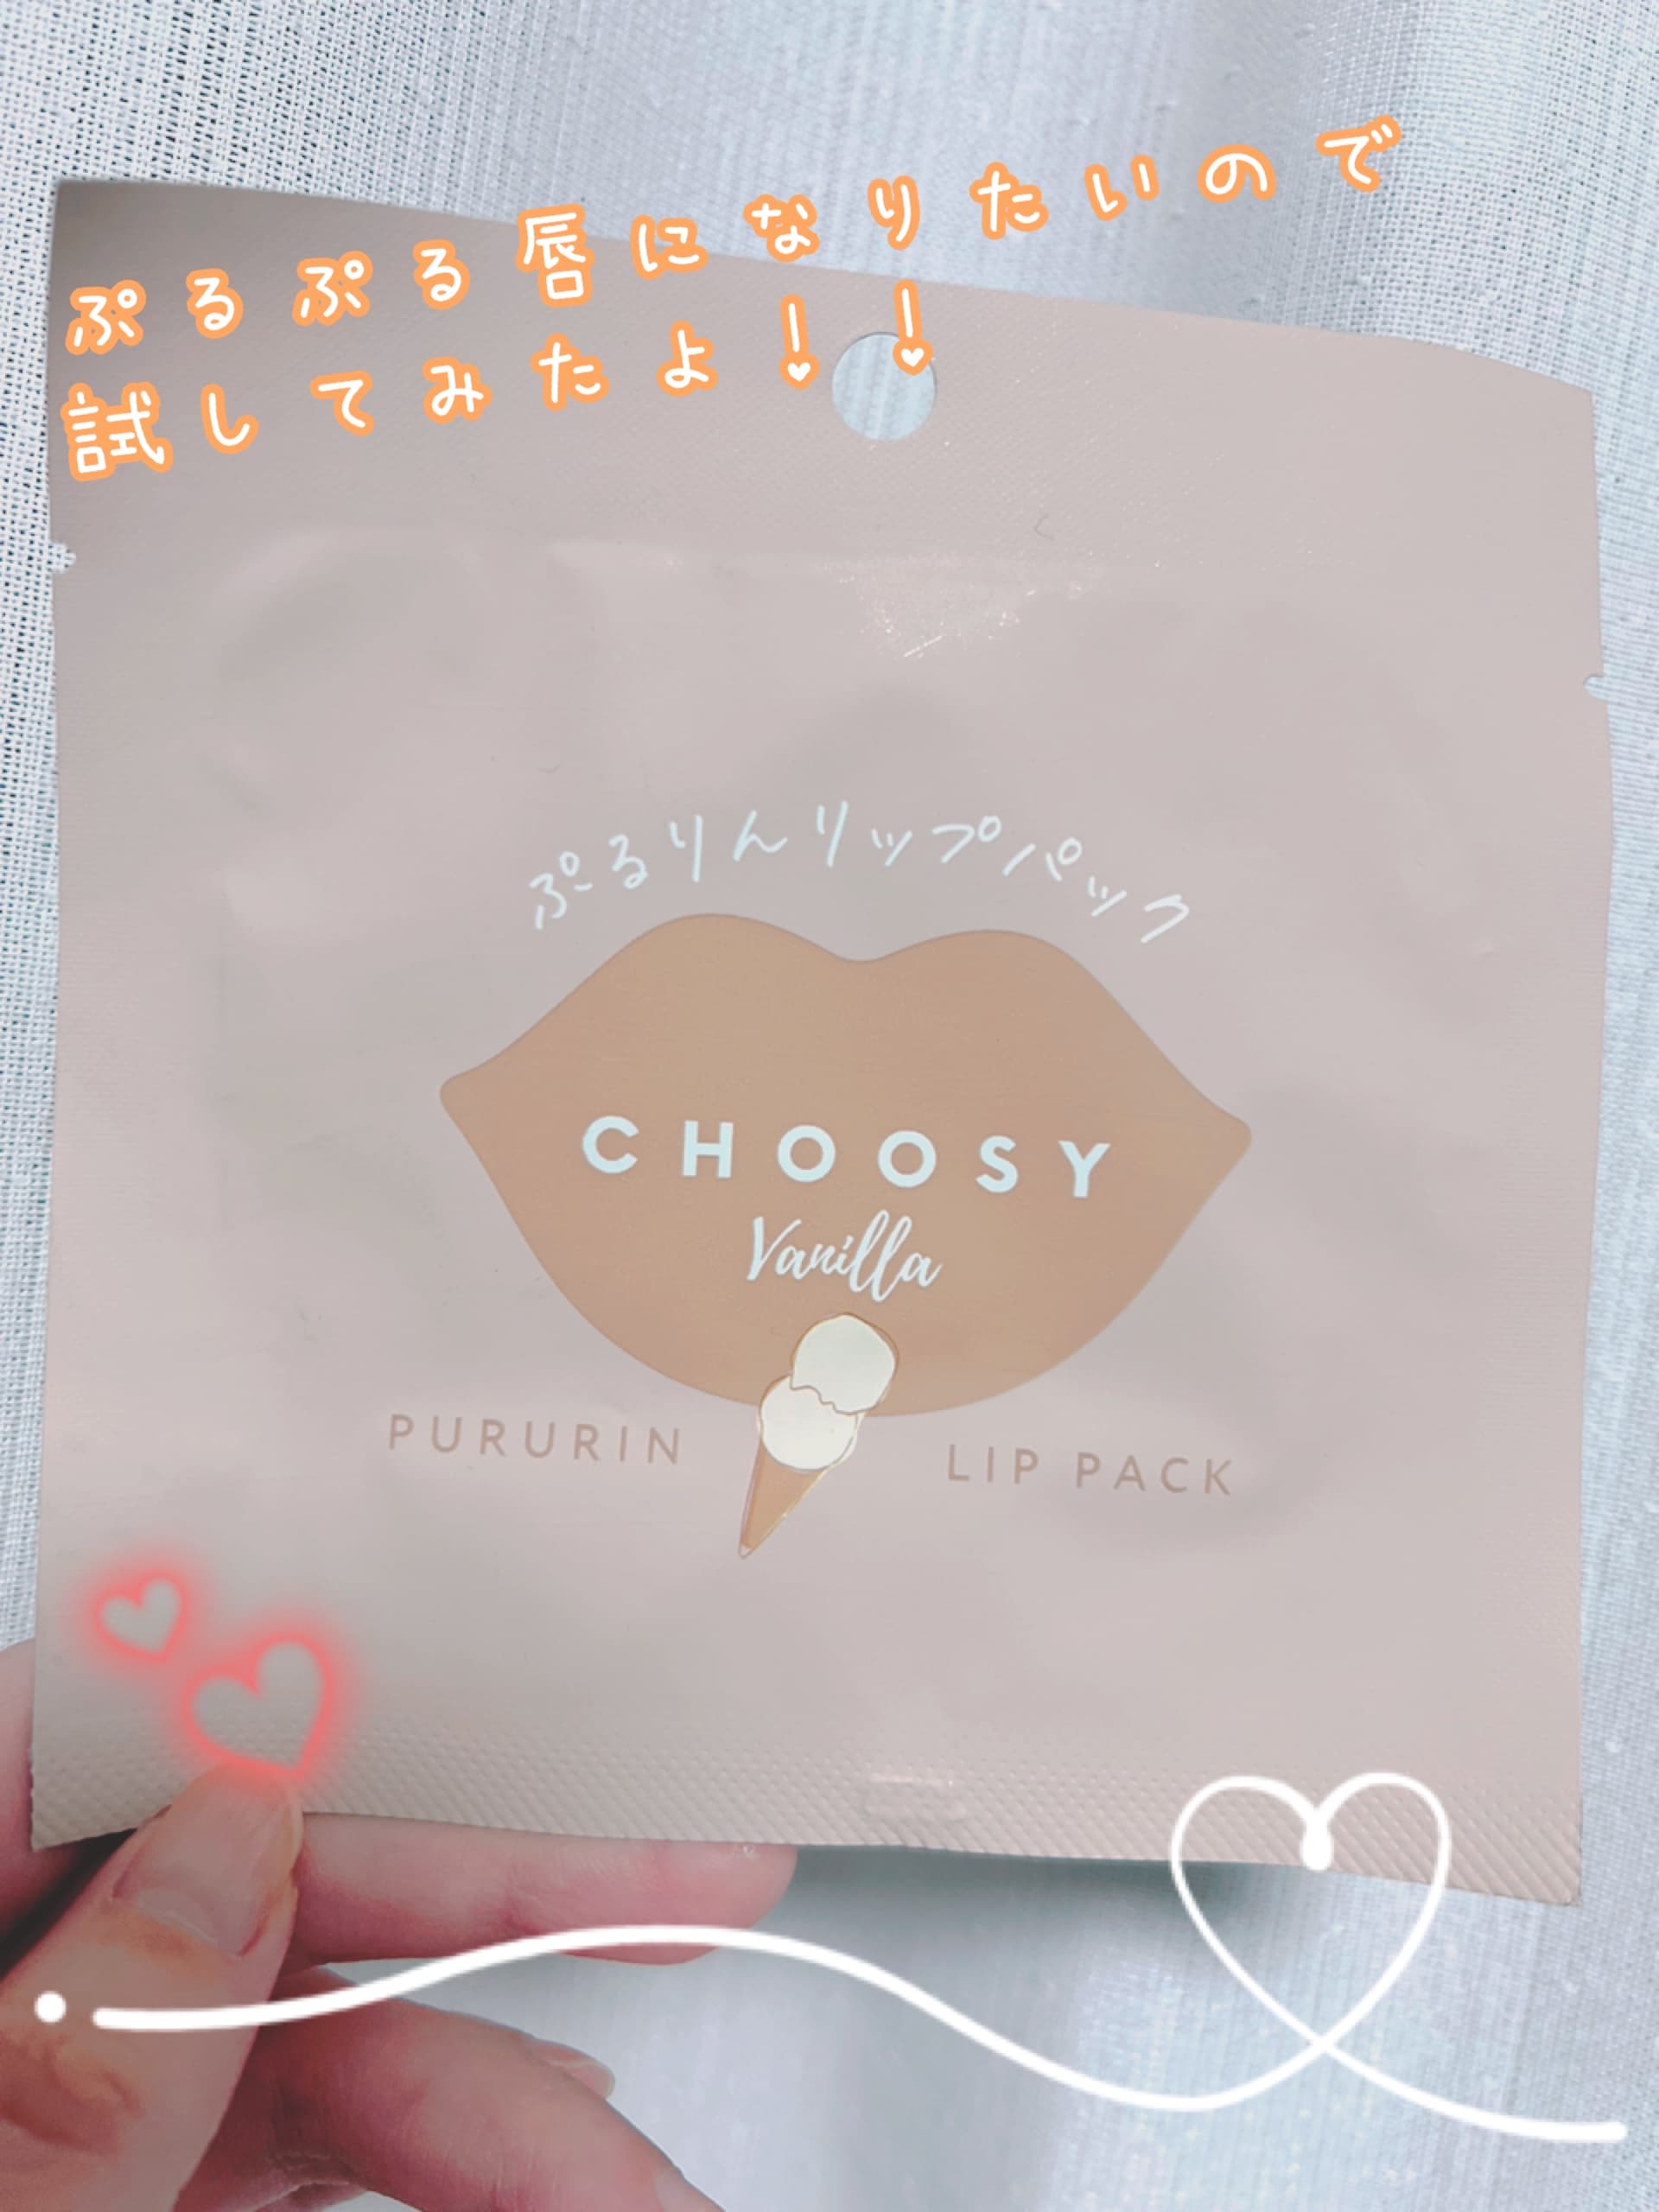 ぷるぷる唇になりたいので
試してみたよ!!
ぷるりんリップパック
CHOOSY
Vanilla
PURURIN LIP PACK